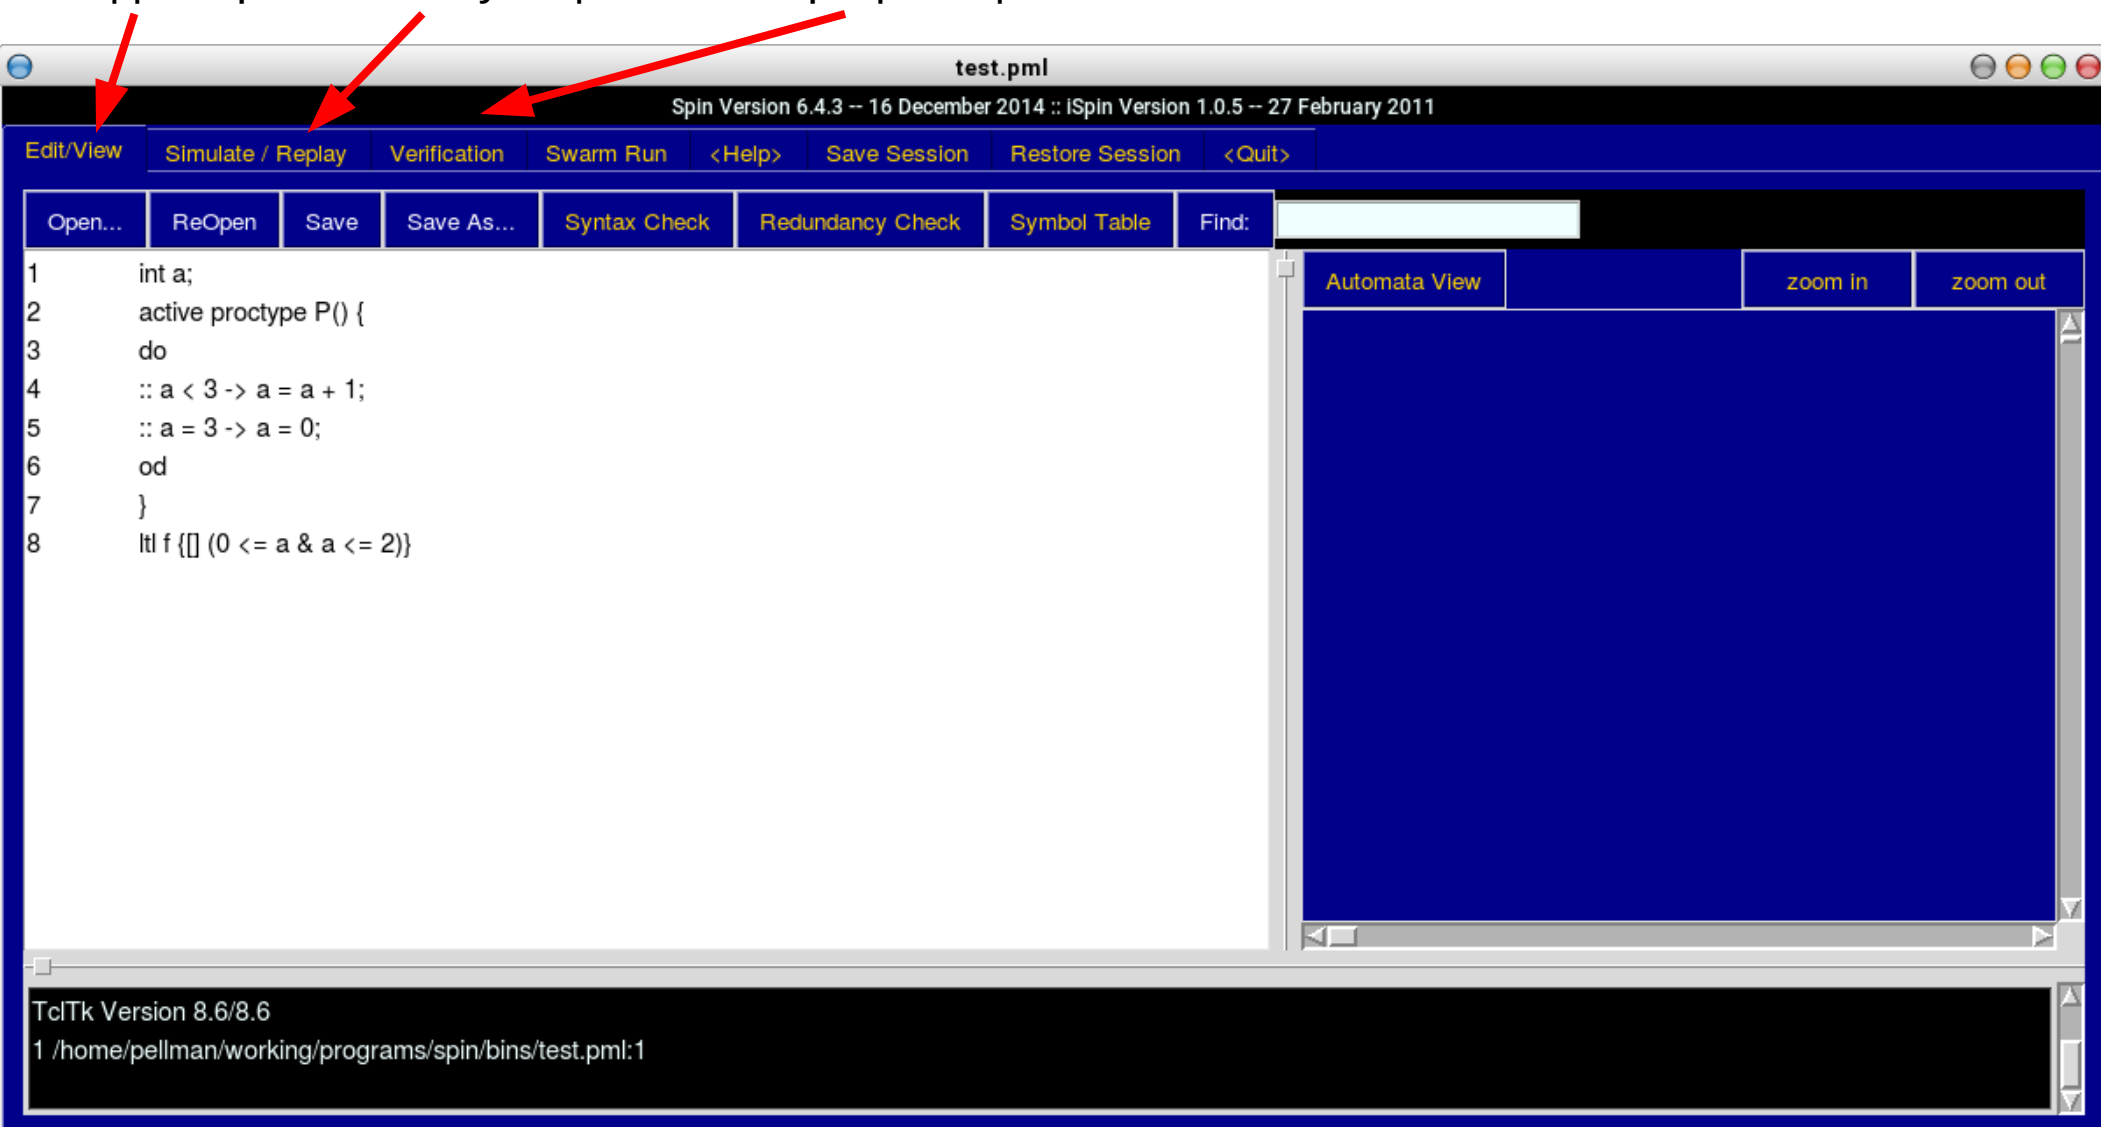 test.pml
Spin Version 6.4.3 -- 16 December 2014 :: iSpin Version 1.0.5 -- 27 February 2011
Edit/View Simulate / Replay Verification Swarm Run <Help> Save Session Restore Session <Quit>
Open... ReOpen Save Save As... Syntax Check Redundancy Check Symbol Table Find:
Automata View zoom in zoom out
1 int a;
2 active proctype P() {
3 do
4 :: a < 3 -> a = a + 1;
5 :: a = 3 -> a = 0;
6 od
7 }
8 ltl f {[] (0 <= a & a <= 2)}
TclTk Version 8.6/8.6
1 /home/pellman/working/programs/spin/bins/test.pml:1